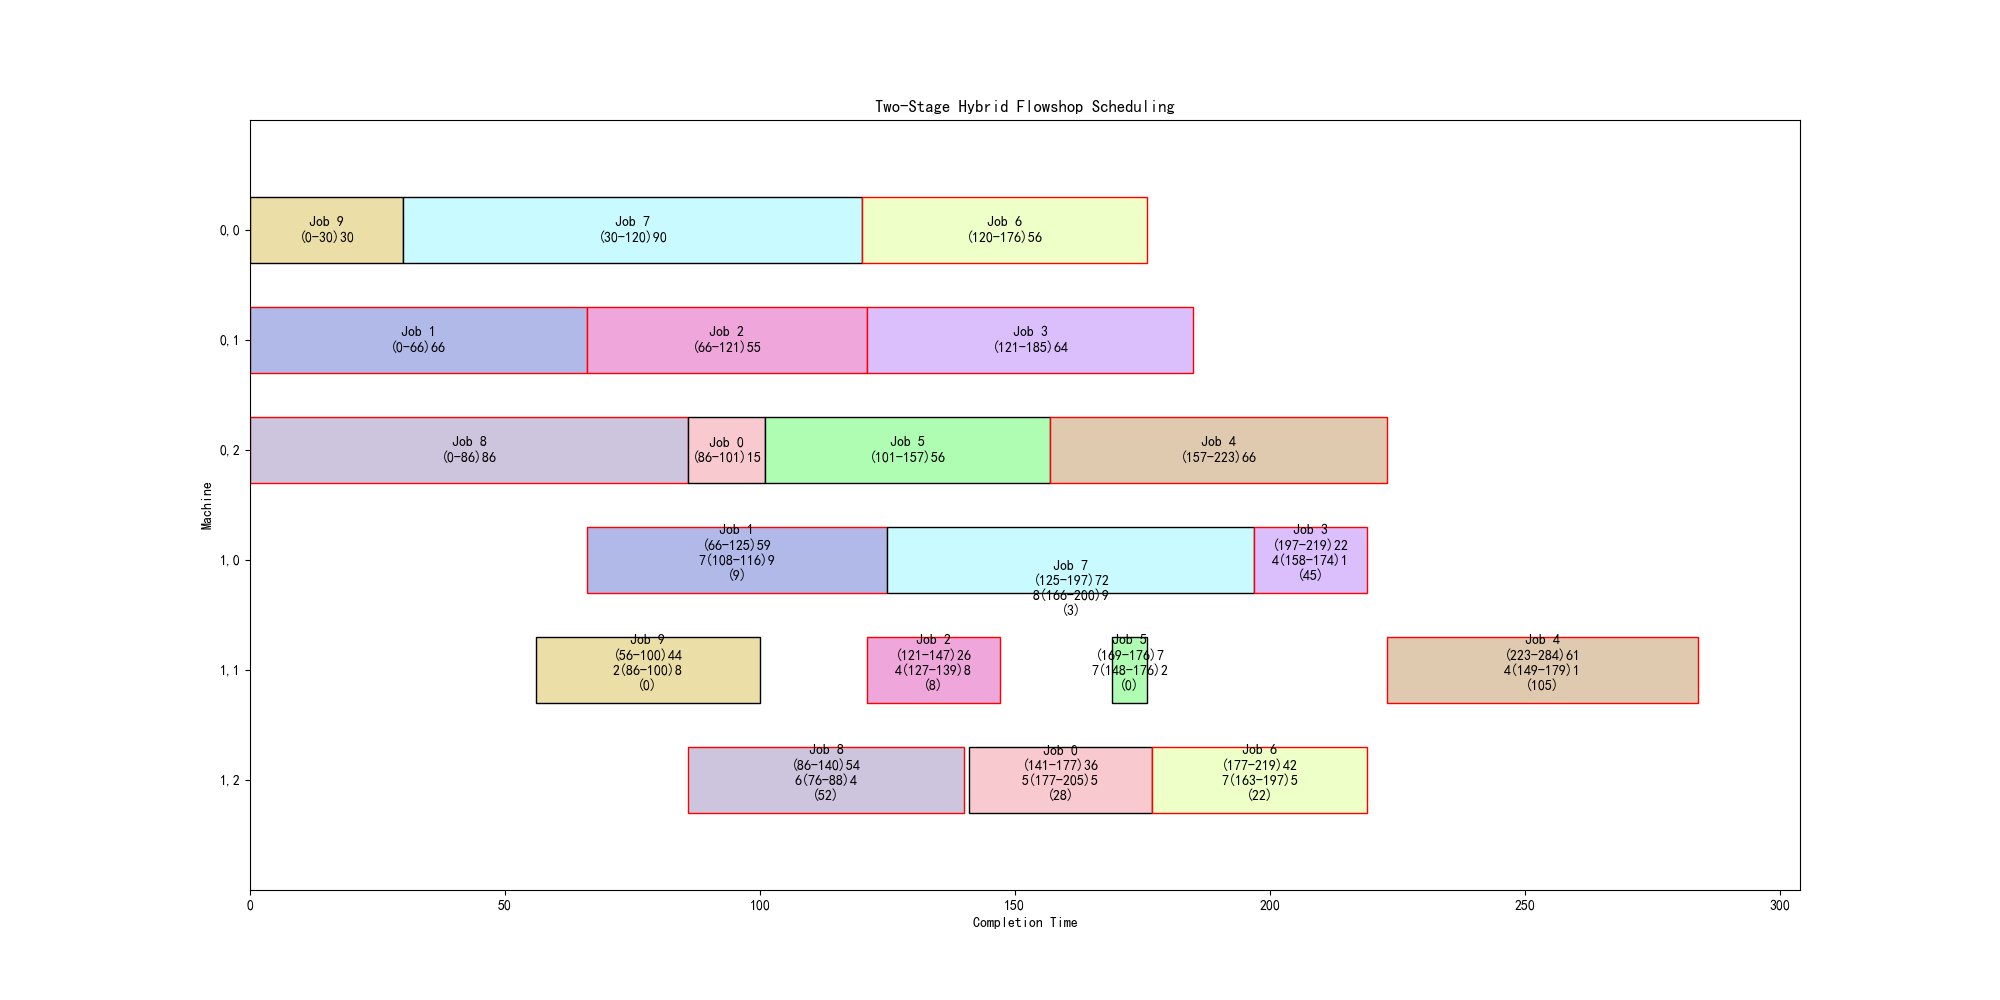 Two-Stage Hybrid Flowshop Scheduling
0,0
Job 9
(0-30)30
Job 7
(30-120)90
Job 6
(120-176)56
0,1
Job 1
(0-66)66
Job 2
(66-121)55
Job 3
(121-185)64
0,2
Job 8
(0-86)86
Job 0
(86-101)15
Job 5
(101-157)56
Job 4
(157-223)66
Machine
1,0
Job 1
(66-125)59
7(108-116)9
(9)
Job 7
(125-197)72
8(166-200)9
(3)
Job 3
(197-219)22
4(158-174)1
(45)
1,1
Job 9
(56-100)44
2(86-100)8
(0)
Job 2
(121-147)26
4(127-139)8
(8)
Job 5
(169-176)7
7(148-176)2
(0)
Job 4
(223-284)61
4(149-179)1
(105)
1,2
Job 8
(86-140)54
6(76-88)4
(52)
Job 0
(141-177)36
5(177-205)5
(28)
Job 6
(177-219)42
7(163-197)5
(22)
0
50
100
150
200
250
300
Completion Time